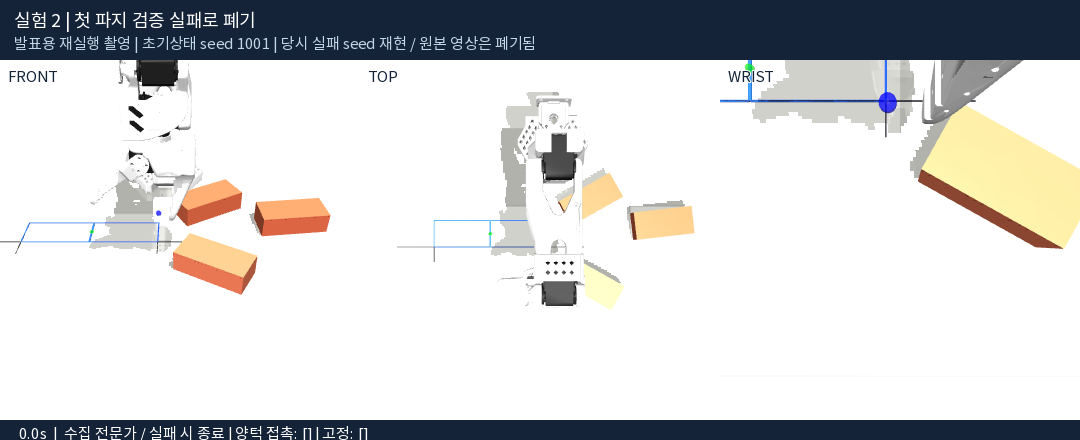 실험 2 | 첫 파지 검증 실패로 폐기
발표용 재실행 촬영 | 초기상태 seed 1001 | 당시 실패 seed 재현 / 원본 영상은 폐기됨
FRONT
TOP
WRIST
0.0s | 수집 전문가 / 실패 시 종료 | 양턱 접촉: [] | 고정: []